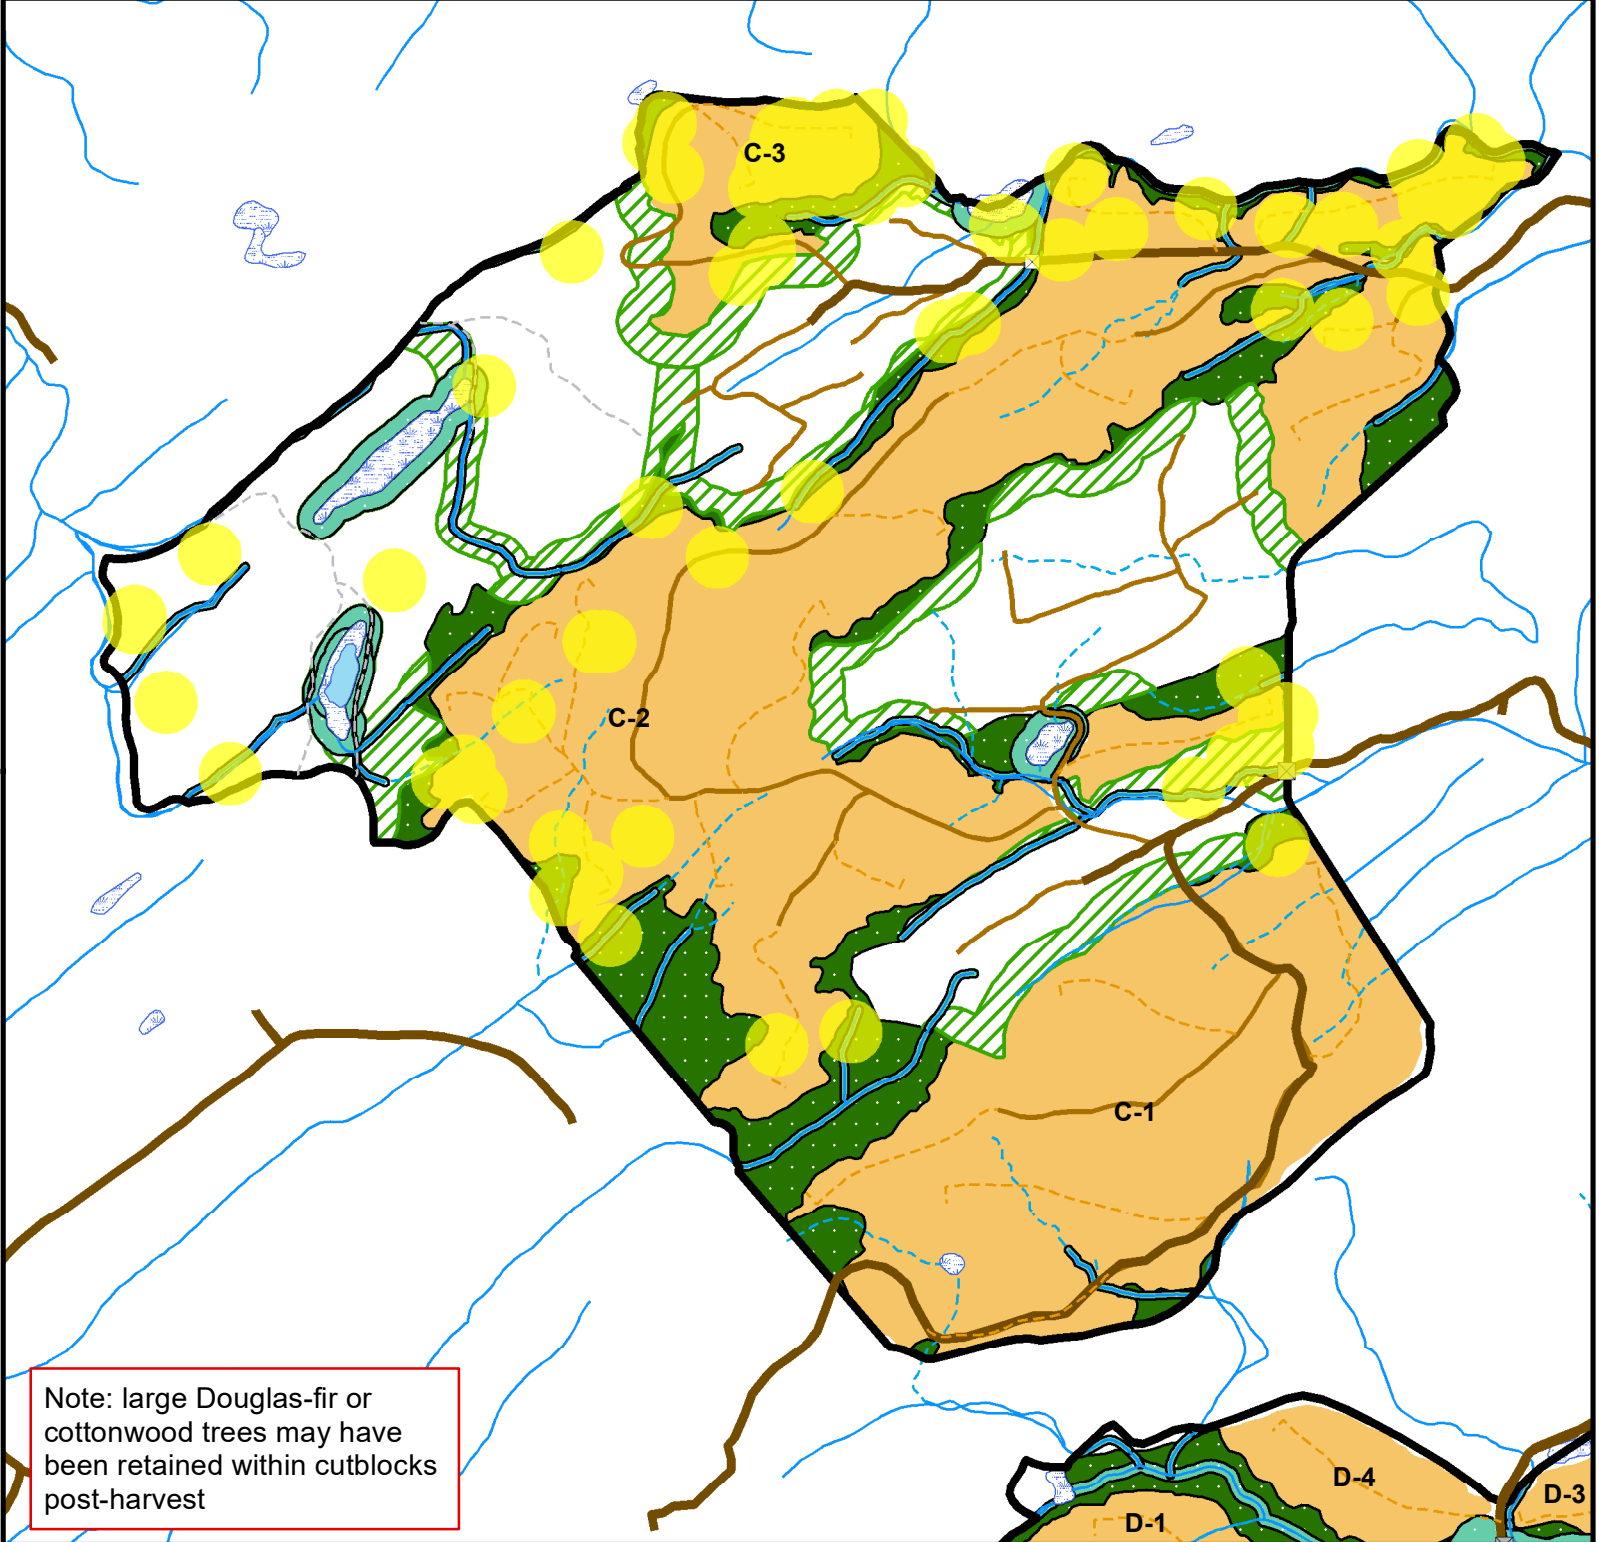 C-3
C-2
C-1
Note: large Douglas-fir or
cottonwood trees may have
been retained within cutblocks
post-harvest
D-4
D-3
D-1